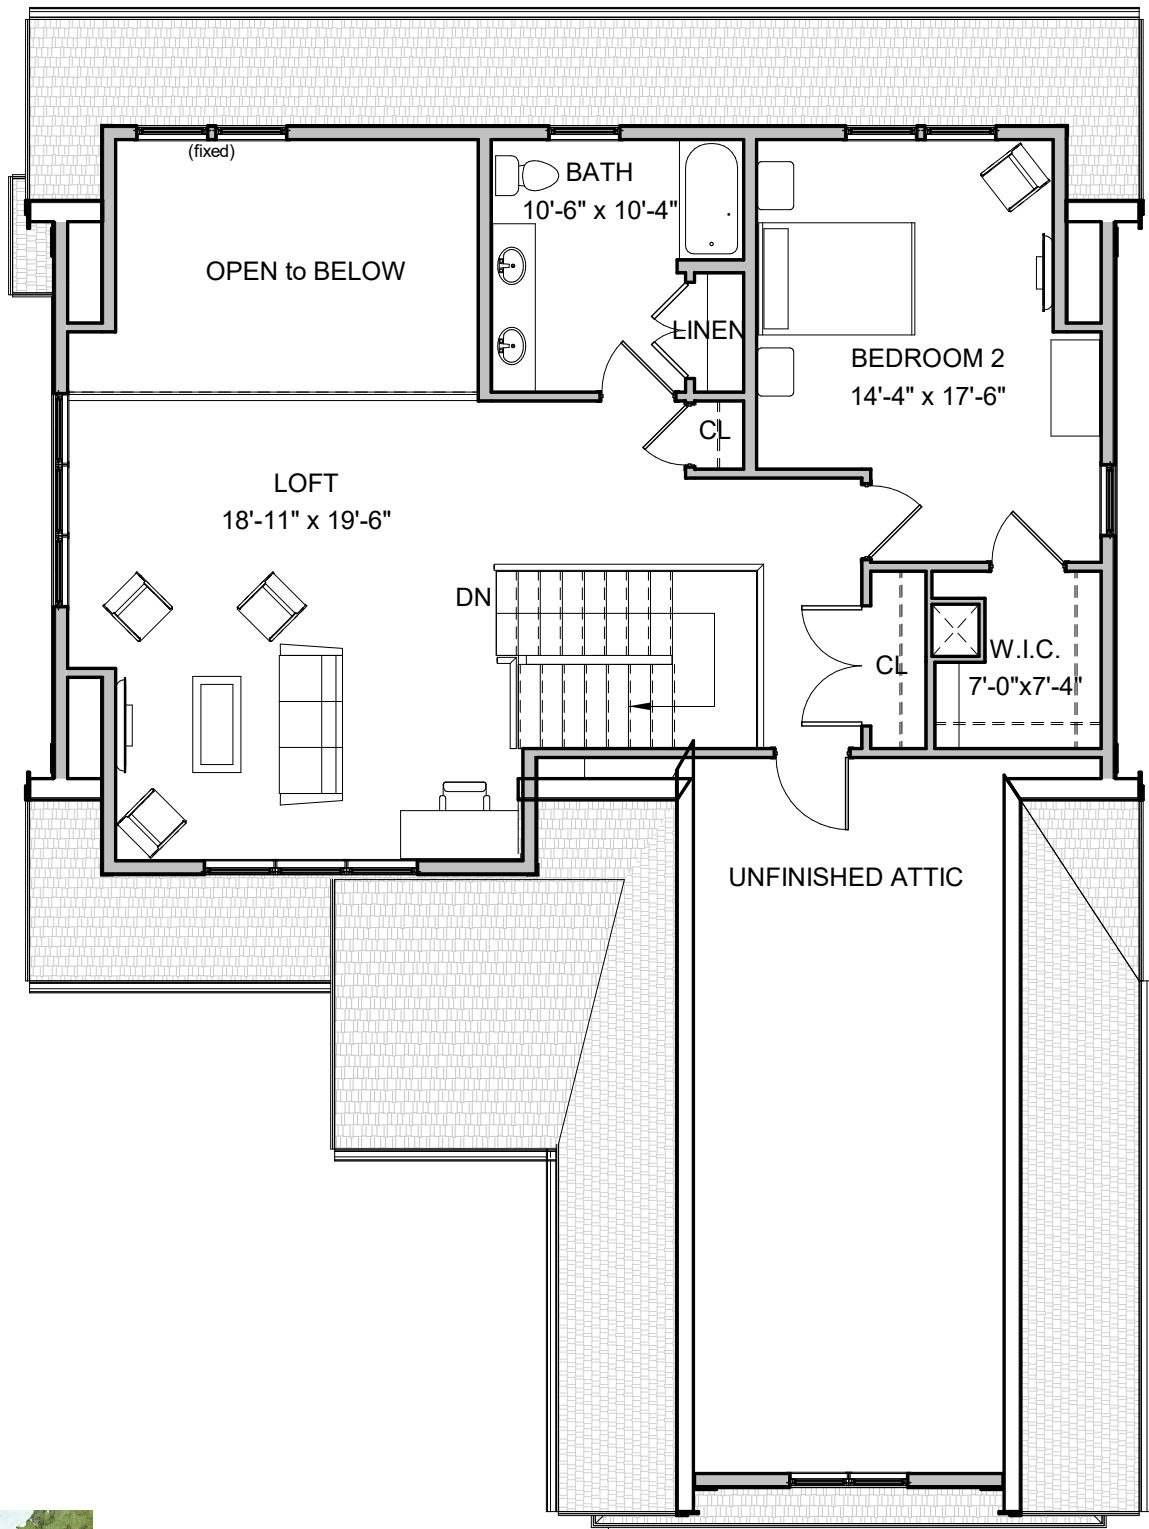 (fixed)
BATH
10'-6" x 10'-4"
OPEN to BELOW
LINEN
BEDROOM 2
14'-4" x 17'-6"
CL
LOFT
18'-11" x 19'-6"
DN
CL
W.I.C.
7'-0"x7'-4"
UNFINISHED ATTIC